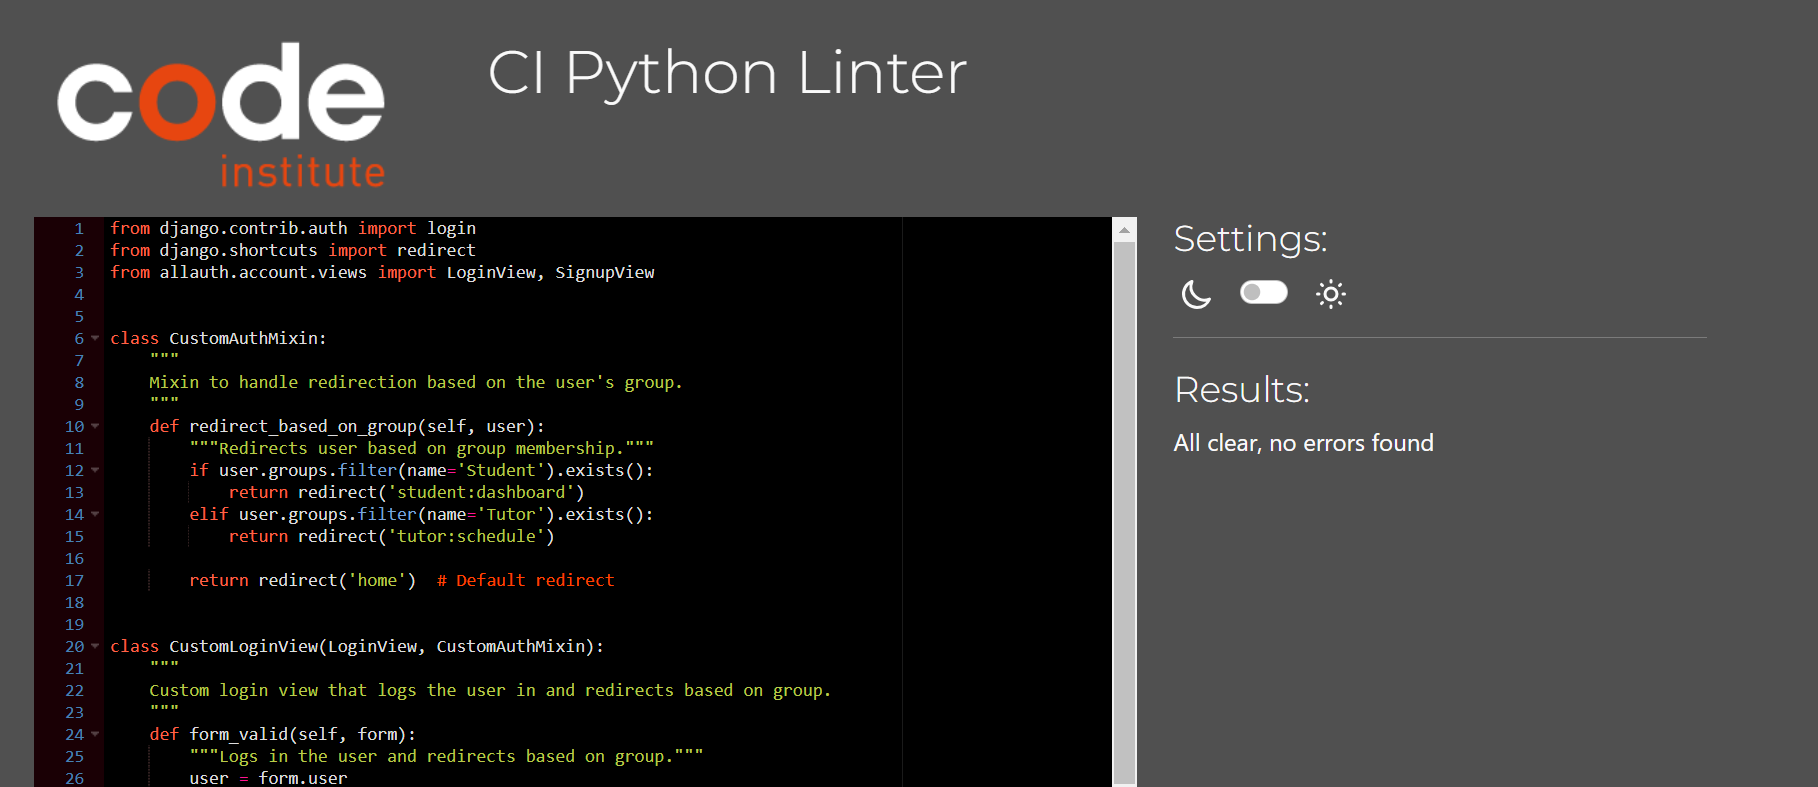 code
institute
CI Python Linter
1 from django.contrib.auth import login
2 from django.shortcuts import redirect
3 from allauth.account.views import LoginView, SignupView
4
5
6 class CustomAuthMixin:
7     """
8     Mixin to handle redirection based on the user's group.
9     """
10     def redirect_based_on_group(self, user):
11         """Redirects user based on group membership."""
12         if user.groups.filter(name='Student').exists():
13             return redirect('student:dashboard')
14         elif user.groups.filter(name='Tutor').exists():
15             return redirect('tutor:schedule')
16
17         return redirect('home')  # Default redirect
18
19
20 class CustomLoginView(LoginView, CustomAuthMixin):
21     """
22     Custom login view that logs the user in and redirects based on group.
23     """
24     def form_valid(self, form):
25         """Logs in the user and redirects based on group."""
26         user = form.user
Settings:
Results:
All clear, no errors found